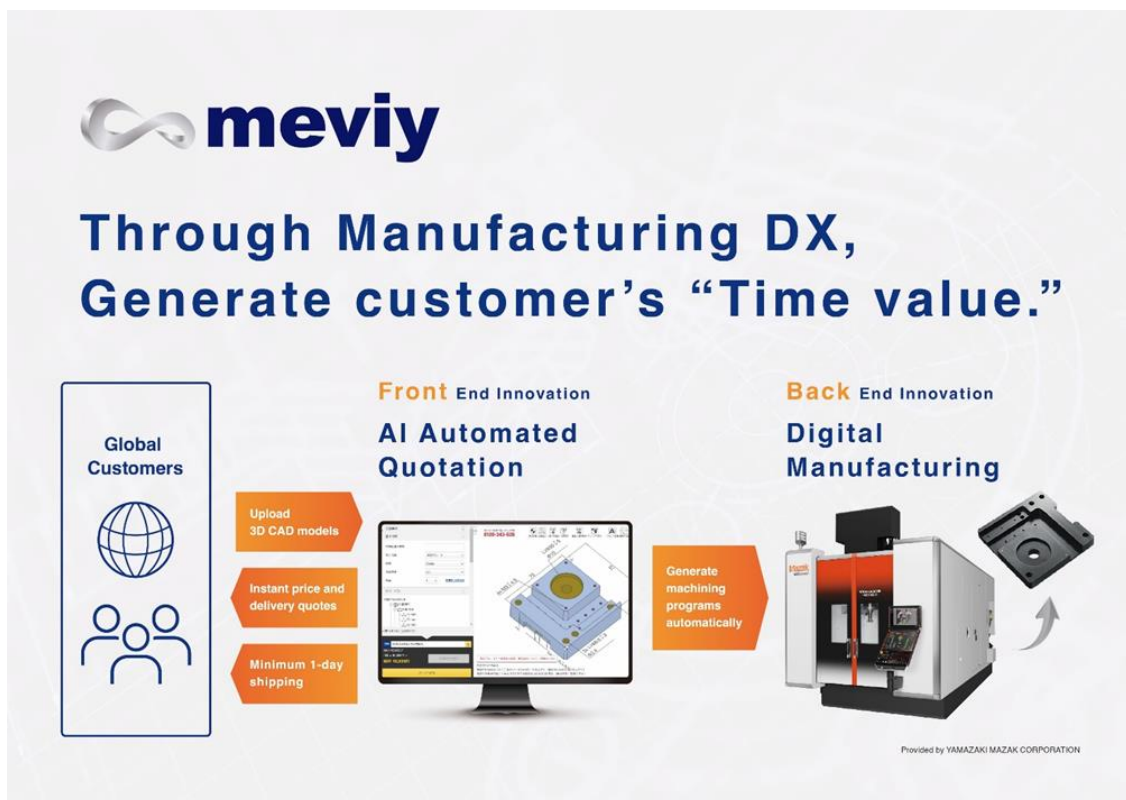 meviy
Through Manufacturing DX,
Generate customer’s “Time value.”
Global
Customers
Front End Innovation
AI Automated
Quotation
Back End Innovation
Digital
Manufacturing
Upload
3D CAD models
Instant price and
delivery quotes
Minimum 1-day
shipping
Generate
machining
programs
automatically
Mazak
Provided by YAMAZAKI MAZAK CORPORATION